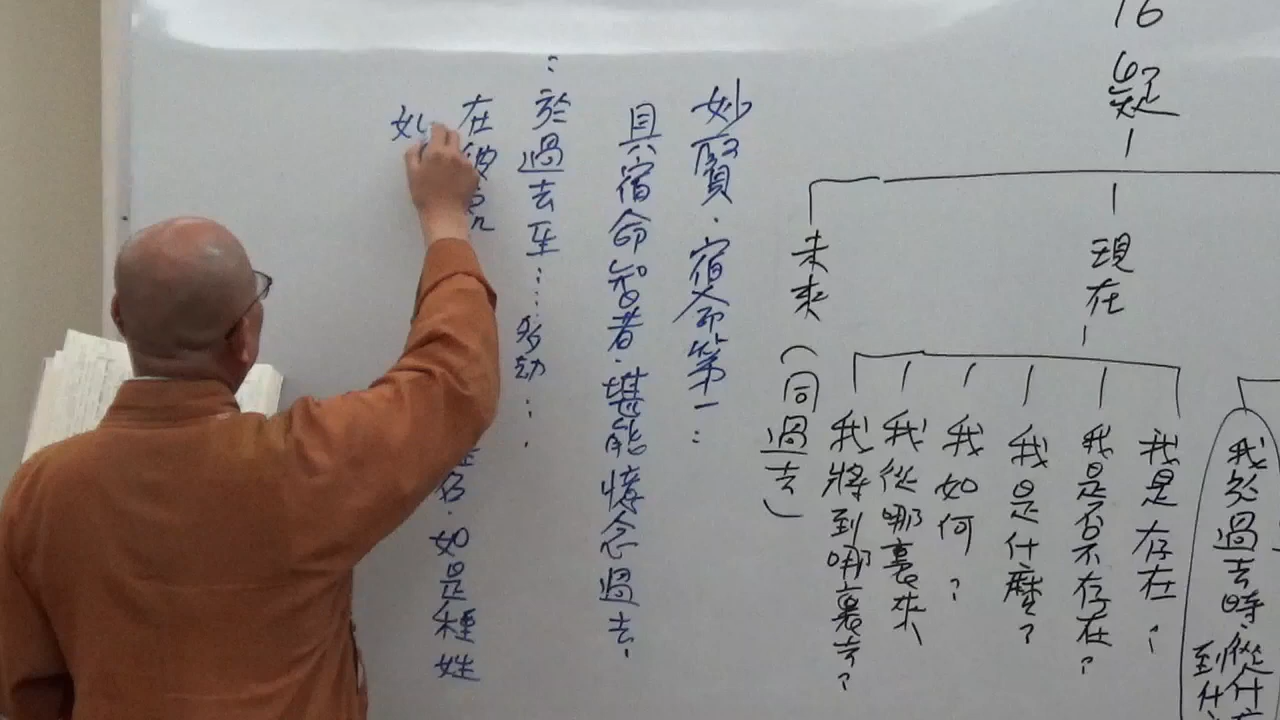 16
疑
我於過去時,從什
到什
現在
我是存在?
我是否不存在?
我是什麼?
我如何?
我從哪裏來、
我將到哪裏去?
未來(同過去)
妙賢.宿命第一:
具宿命智者.堪能憶念過去,
:於過去生……多劫:.
在彼
名.如是種姓
如